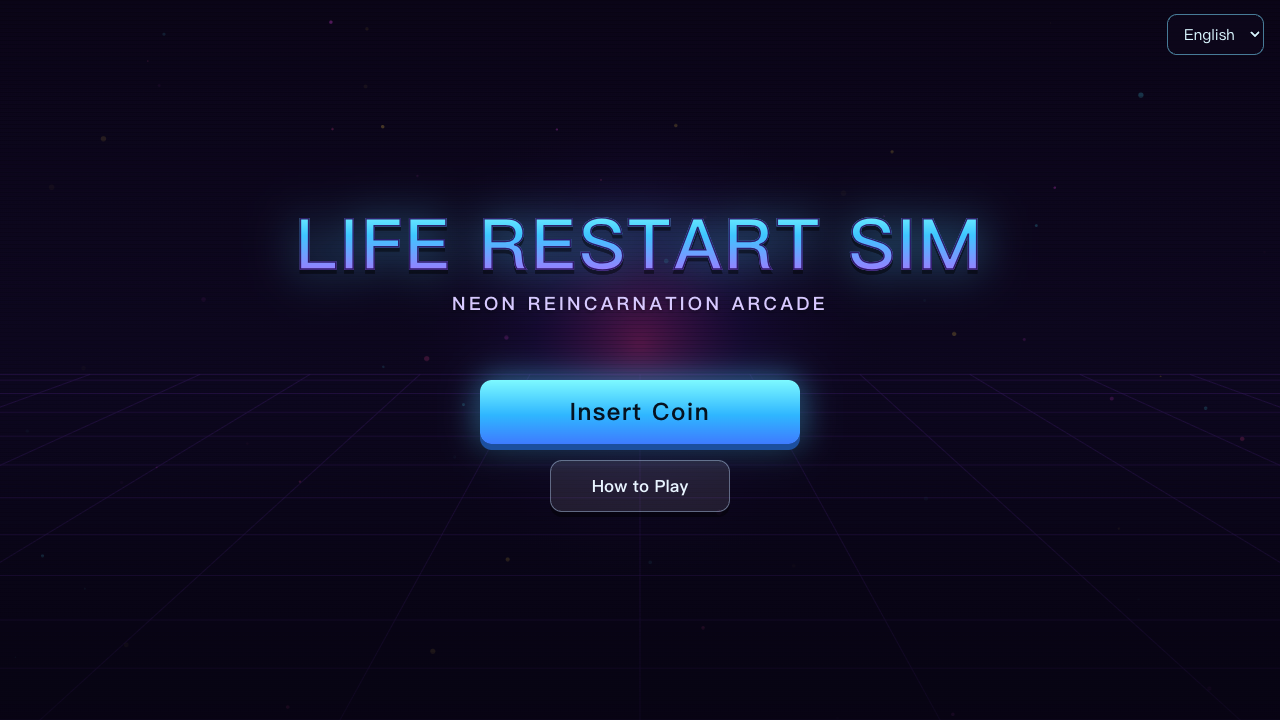 English
LIFE RESTART SIM
NEON REINCARNATION ARCADE
Insert Coin
How to Play